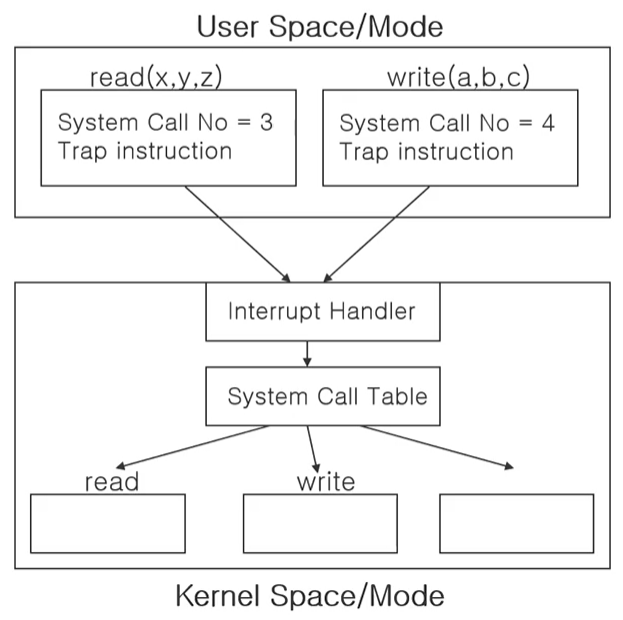 User Space/Mode
read(x,y,z)
write(a,b,c)
System Call No = 3
Trap instruction
System Call No = 4
Trap instruction
Interrupt Handler
System Call Table
read
write
Kernel Space/Mode